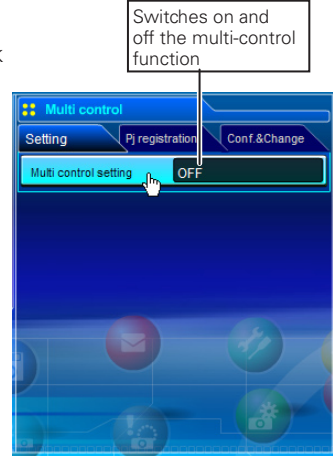 Switches on and
off the multi-control
function
Multi control
Setting
Pj registration
Conf.&Change
Multi control setting
OFF